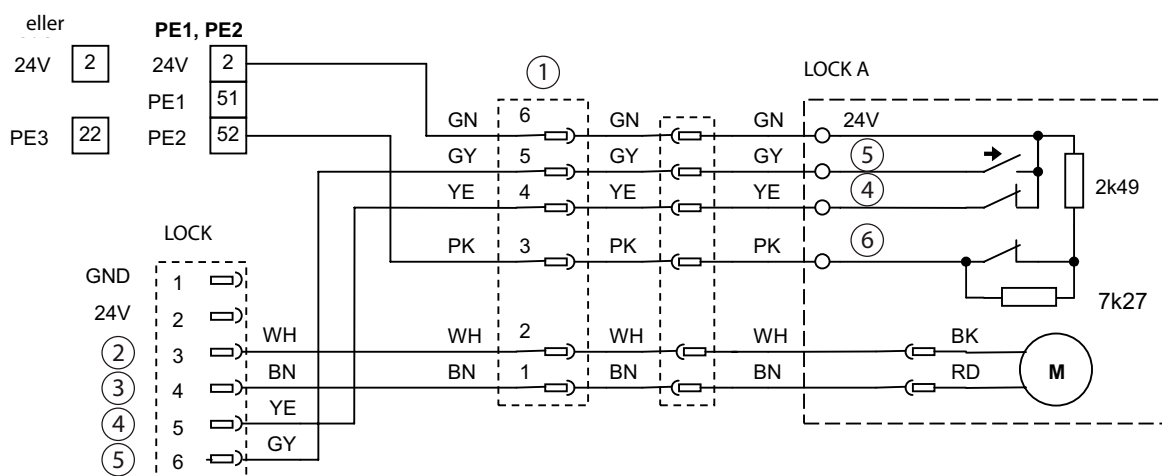 eller
PE1, PE2
24V 2 24V 2
PE1 51
PE3 22 PE2 52
1
LOCK A
GN 6 GN GN 24V
GY 5 GY GY 5
YE 4 YE YE 4
2k49
PK 3 PK PK 6
7k27
LOCK
GND 1
24V 2
2 3 WH WH 2 WH WH BK
3 4 BN BN 1 BN BN RD
M
4 5 YE
5 6 GY